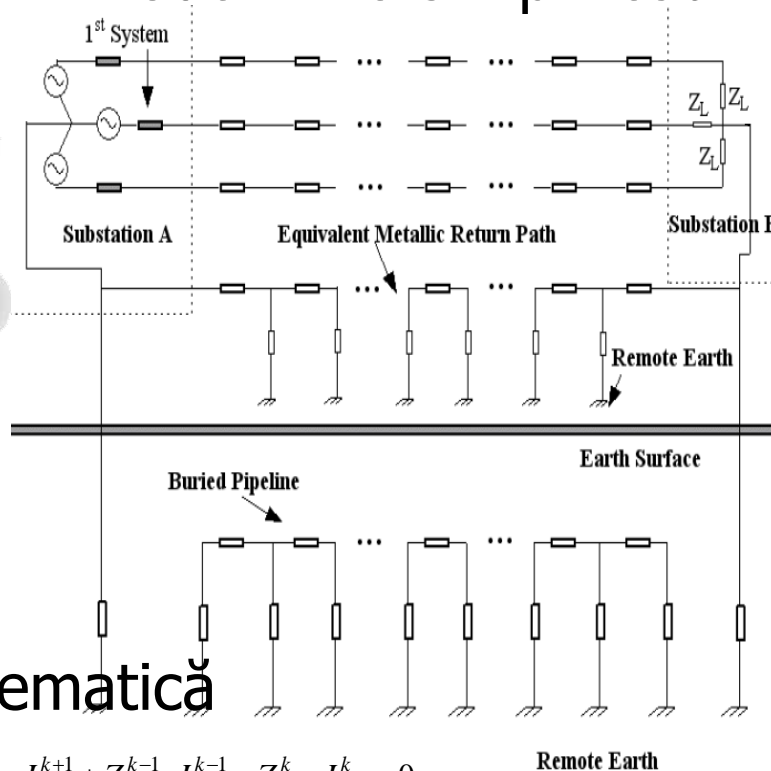 1st System
Z_L
Z_L
Z_L
Substation A
Equivalent Metallic Return Path
Substation
Remote Earth
Earth Surface
Buried Pipeline
ematică
Remote Earth